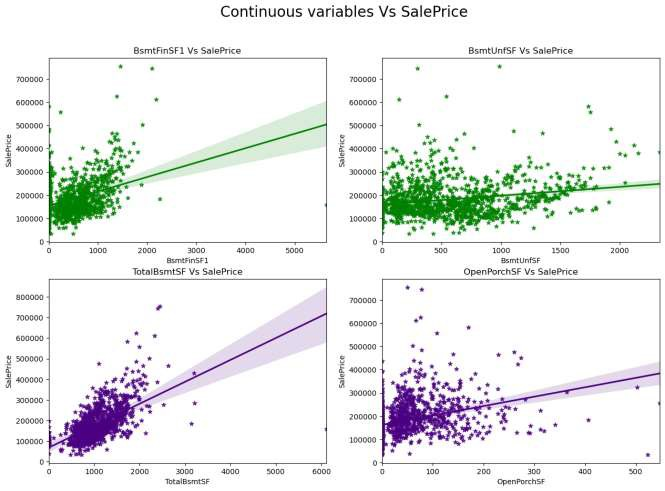 Continuous variables Vs SalePrice
BsmtFinSF1 Vs SalePrice
SalePrice
700000
600000
500000
400000
300000
200000
100000
0
0 1000 2000 3000 4000 5000
BsmtFinSF1
BsmtUnfSF Vs SalePrice
SalePrice
700000
600000
500000
400000
300000
200000
100000
0
0 500 1000 1500 2000
BsmtUnfSF
TotalBsmtSF Vs SalePrice
SalePrice
800000
700000
600000
500000
400000
300000
200000
100000
0
0 1000 2000 3000 4000 5000 6000
TotalBsmtSF
OpenPorchSF Vs SalePrice
SalePrice
700000
600000
500000
400000
300000
200000
100000
0
0 100 200 300 400 500
OpenPorchSF